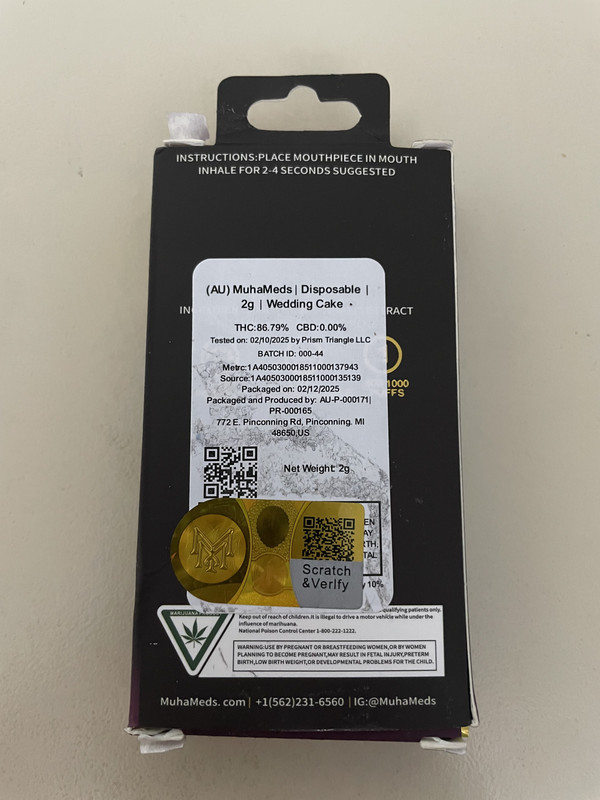 INSTRUCTIONS:PLACE MOUTHPIECE IN MOUTH
INHALE FOR 2-4 SECONDS SUGGESTED
(AU) MuhaMeds | Disposable |
2g | Wedding Cake
THC:86.79% CBD:0.00%
Tested on: 02/10/2025 by Prism Triangle LLC
BATCH ID: 000-44
Metrc:1A4050300018511000137943
Source:1A4050300018511000135139
Packaged on: 02/12/2025
Packaged and Produced by: AU-P-000171|
PR-000165
772 E. Pinconning Rd, Pinconning. MI
48650,US
1000
Net Weight: 2g
Scratch
&Verify
10%
MARIJUANA
qualifying patients only.
Keep out of reach of children.It is illegal to drive a motor vehicle while under the
influence of marihuana.
National Poison Control Center 1-800-222-1222.
WARNING:USE BY PREGNANT OR BREASTFEEDING WOMEN,OR BY WOMEN
PLANNING TO BECOME PREGNANT,MAY RESULT IN FETAL INJURY,PRETERM
BIRTH,LOW BIRTH WEIGHT,OR DEVELOPMENTAL PROBLEMS FOR THE CHILD.
MuhaMeds. com | +1(562)231-6560 | IG:@MuhaMeds